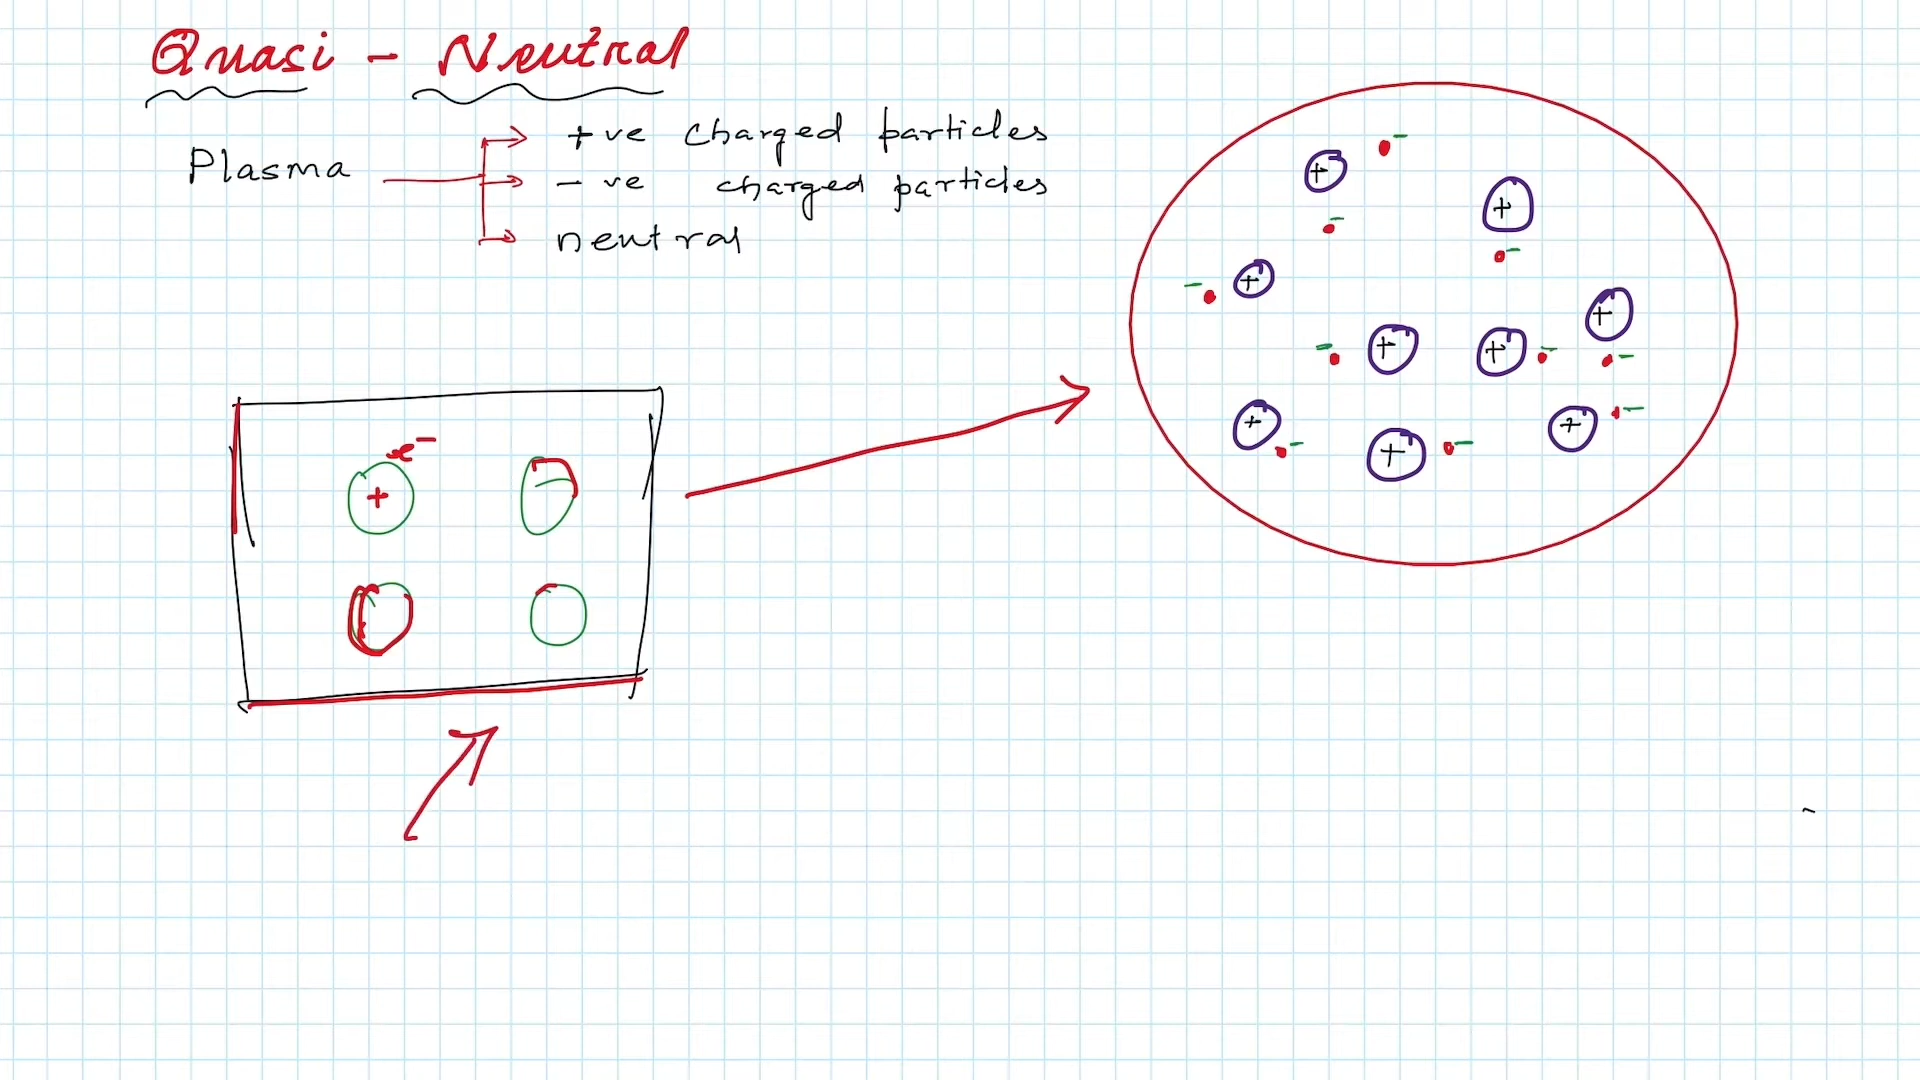 Quasi - Neutral
Plasma
+ve charged particles
-ve charged particles
neutral
e⁻
+
+ -
+
-
-
- +
+
- +
+ -
-
+ -
+ -
+ -